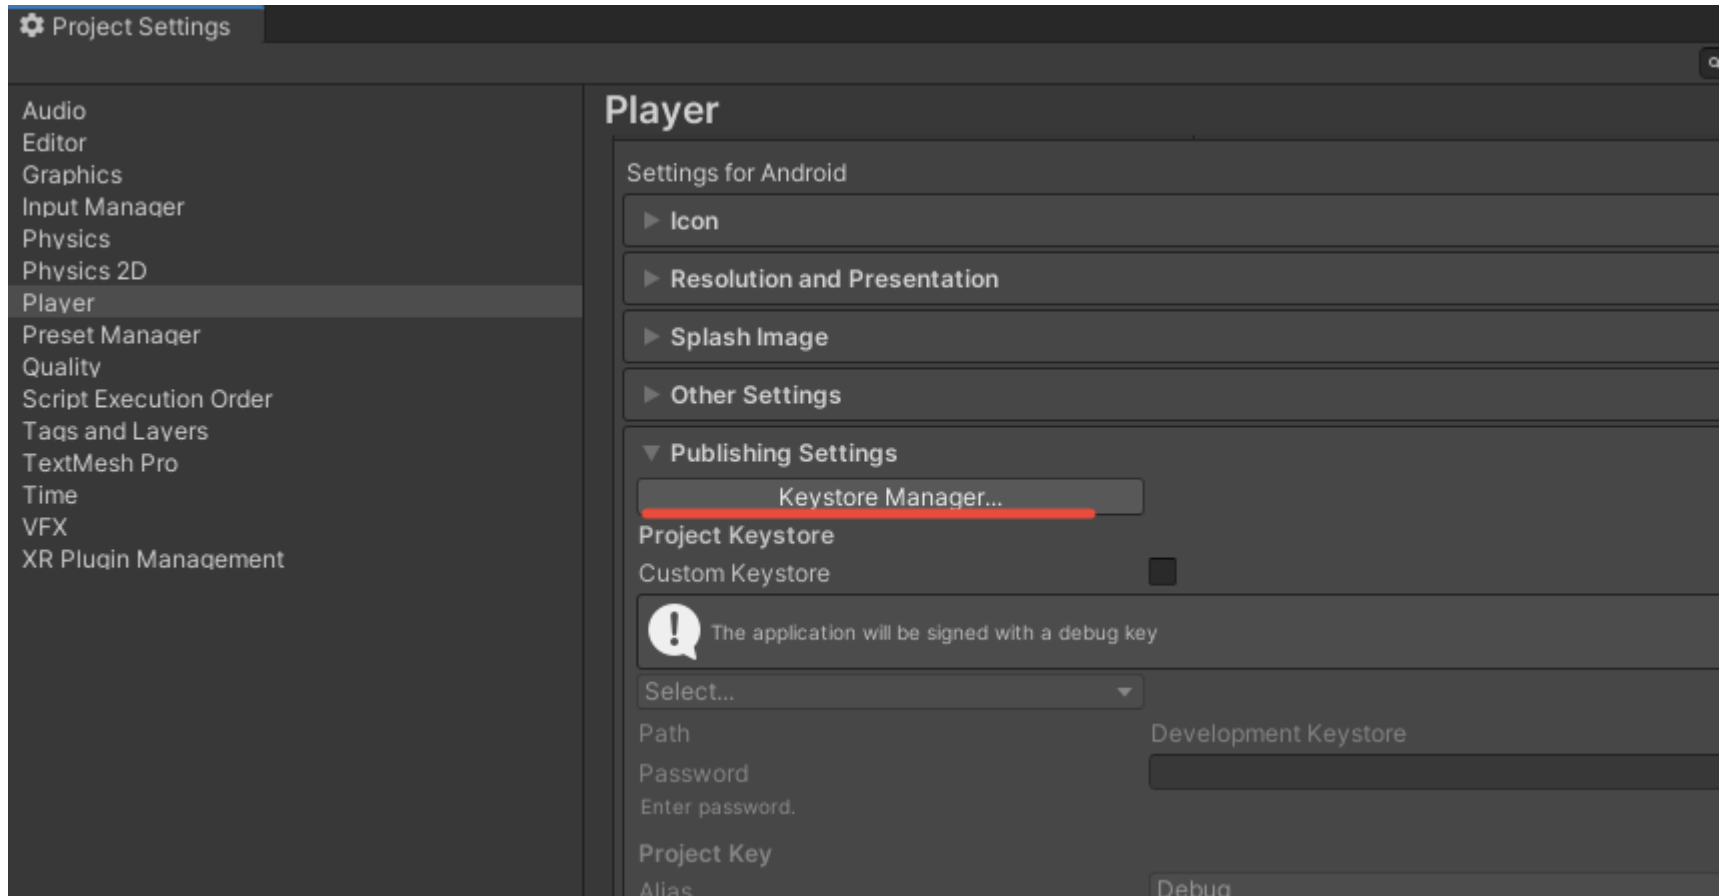 Project Settings
Audio
Editor
Graphics
Input Manager
Physics
Physics 2D
Player
Preset Manager
Quality
Script Execution Order
Tags and Layers
TextMesh Pro
Time
VFX
XR Plugin Management
Player
Settings for Android
Icon
Resolution and Presentation
Splash Image
Other Settings
Publishing Settings
Keystore Manager...
Project Keystore
Custom Keystore
The application will be signed with a debug key
Select...
Path Development Keystore
Password
Enter password.
Project Key
Alias Debug